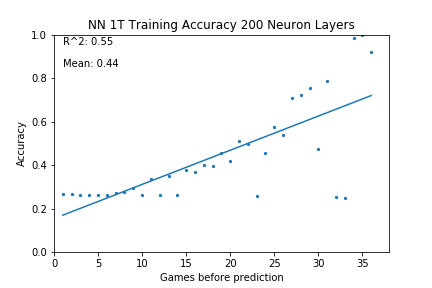 NN 1T Training Accuracy 200 Neuron Layers
R^2: 0.55
Mean: 0.44
1.0
0.8
0.6
0.4
0.2
0.0
Accuracy
0 5 10 15 20 25 30 35
Games before prediction